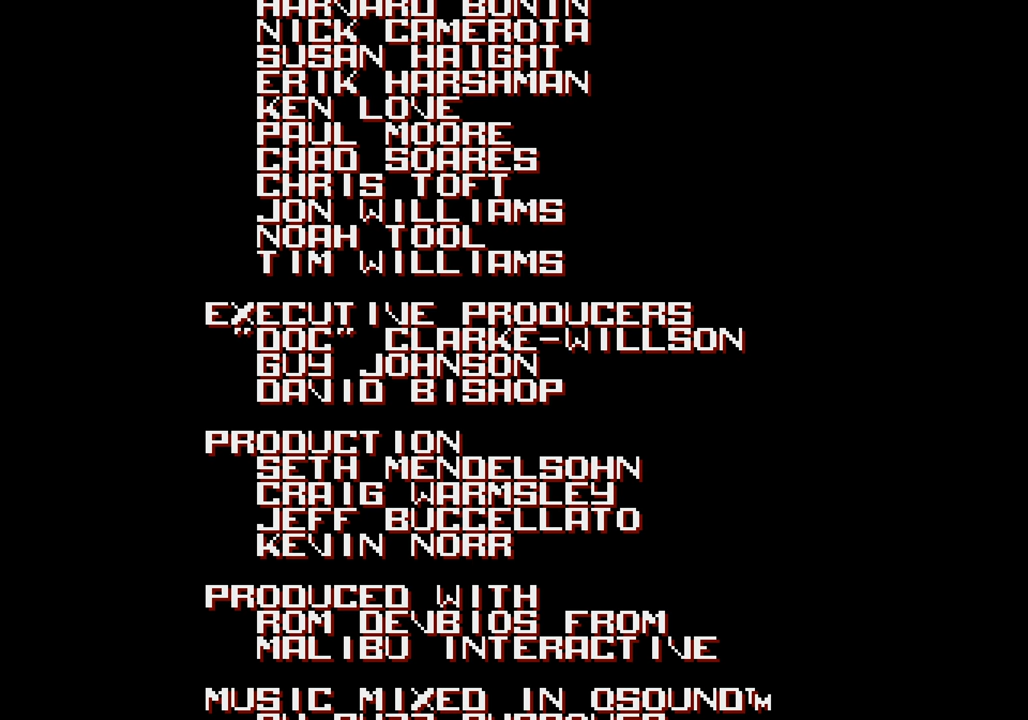 HARVARD BONIN
NICK CAMEROTA
SUSAN HAIGHT
ERIK HARSHMAN
KEN LOVE
PAUL MOORE
CHAD SOARES
CHRIS TOFT
JON WILLIAMS
NOAH TOOL
TIM WILLIAMS
EXECUTIVE PRODUCERS
"DOC" CLARKE-WILLSON
GUY JOHNSON
DAVID BISHOP
PRODUCTION
SETH MENDELSOHN
CRAIG WARMSLEY
JEFF BUCCELLATO
KEVIN NORR
PRODUCED WITH
ROM DEVBIOS FROM
MALIBU INTERACTIVE
MUSIC MIXED IN QSOUND™